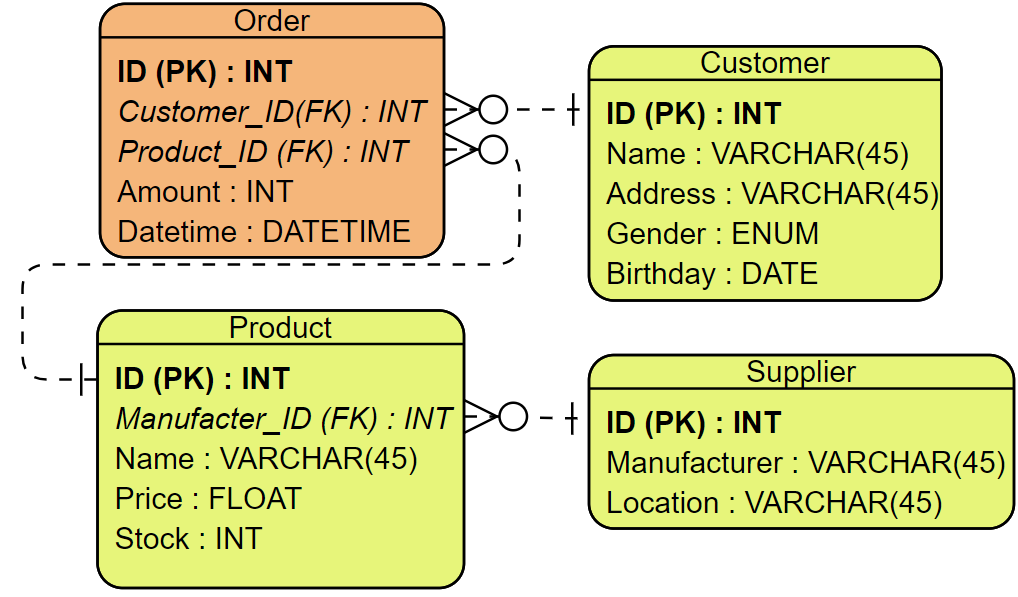 Order
ID (PK) : INT
Customer_ID(FK) : INT
Product_ID (FK) : INT
Amount : INT
Datetime : DATETIME
Customer
ID (PK) : INT
Name : VARCHAR(45)
Address : VARCHAR(45)
Gender : ENUM
Birthday : DATE
Product
ID (PK) : INT
Manufacter_ID (FK) : INT
Name : VARCHAR(45)
Price : FLOAT
Stock : INT
Supplier
ID (PK) : INT
Manufacturer : VARCHAR(45)
Location : VARCHAR(45)